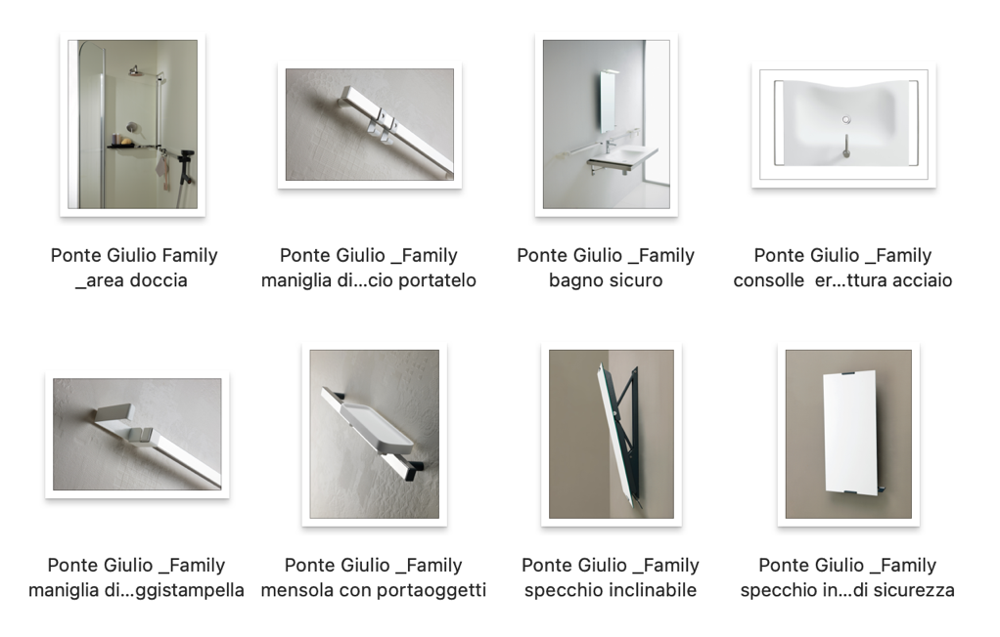 Ponte Giulio Family
_area doccia
Ponte Giulio _Family
maniglia di...cio portatelo
Ponte Giulio _Family
bagno sicuro
Ponte Giulio _Family
consolle  er...ttura acciaio
Ponte Giulio _Family
maniglia di...ggistampella
Ponte Giulio _Family
mensola con portaoggetti
Ponte Giulio _Family
specchio inclinabile
Ponte Giulio _Family
specchio in...di sicurezza